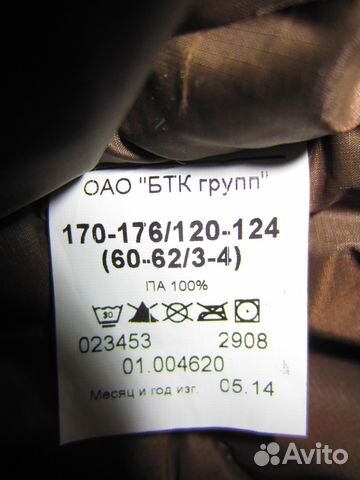 ОАО "БТК групп"
170-176/120-124
(60-62/3-4)
ПА 100%
30
023453 2908
01.004620
Месяц и год изг. 05.14
Avito